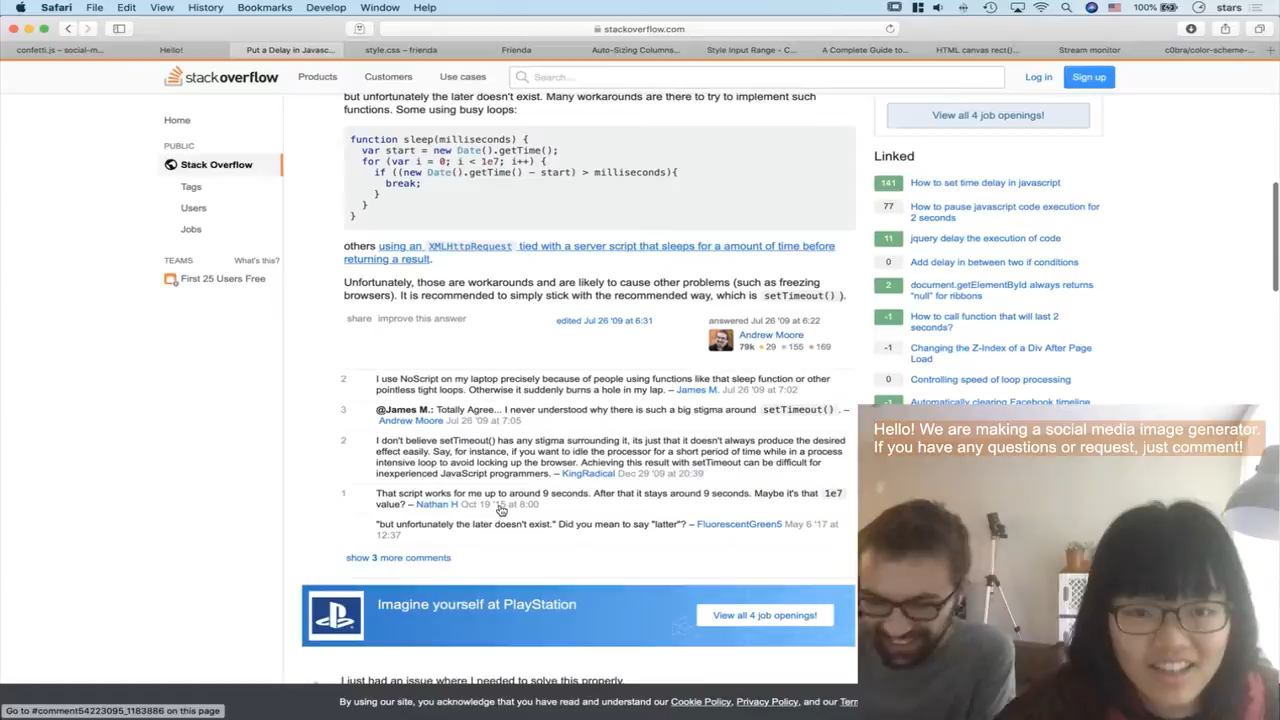 Safari File Edit View History Bookmarks Develop Window Help 100% stars
stackoverflow.com
confetti.js – social-m... Hello! Put a Delay in Javasc... style.css – frienda Frienda Auto-Sizing Columns... Style Input Range - C... A Complete Guide to... HTML canvas rect()... Stream monitor c0bra/color-scheme-...
stackoverflow Products Customers Use cases Search... Log in Sign up
Home
PUBLIC
Stack Overflow
Tags
Users
Jobs
TEAMS What's this?
First 25 Users Free
but unfortunately the later doesn't exist. Many workarounds are there to try to implement such
functions. Some using busy loops:
function sleep(milliseconds) {
var start = new Date().getTime();
for (var i = 0; i < 1e7; i++) {
if ((new Date().getTime() - start) > milliseconds){
break;
}
}
}
others using an XMLHttpRequest tied with a server script that sleeps for a amount of time before
returning a result.
Unfortunately, those are workarounds and are likely to cause other problems (such as freezing
browsers). It is recommended to simply stick with the recommended way, which is setTimeout()).
share improve this answer edited Jul 26 '09 at 6:31 answered Jul 26 '09 at 6:22
Andrew Moore
79k 29 155 169
2 I use NoScript on my laptop precisely because of people using functions like that sleep function or other
pointless tight loops. Otherwise it suddenly burns a hole in my lap. – James M. Jul 26 '09 at 7:02
3 @James M.: Totally Agree... I never understood why there is such a big stigma around setTimeout() . –
Andrew Moore Jul 26 '09 at 7:05
2 I don't believe setTimeout() has any stigma surrounding it, its just that it doesn't always produce the desired
effect easily. Say, for instance, if you want to idle the processor for a short period of time while in a process
intensive loop to avoid locking up the browser. Achieving this result with setTimeout can be difficult for
inexperienced JavaScript programmers. – KingRadical Dec 29 '09 at 20:39
1 That script works for me up to around 9 seconds. After that it stays around 9 seconds. Maybe it's that 1e7
value? – Nathan H Oct 19 '15 at 8:00
"but unfortunately the later doesn't exist." Did you mean to say "latter"? – FluorescentGreen5 May 6 '17 at
12:37
show 3 more comments
Imagine yourself at PlayStation View all 4 job openings!
I just had an issue where I needed to solve this properly.
By using our site, you acknowledge that you have read and understand our Cookie Policy, Privacy Policy, and our Term
Go to #comment54223095_1183886 on this page
View all 4 job openings!
Linked
141 How to set time delay in javascript
77 How to pause javascript code execution for
2 seconds
11 jquery delay the execution of code
0 Add delay in between two if conditions
2 document.getElementById always returns
"null" for ribbons
-1 How to call function that will last 2
seconds?
-1 Changing the Z-Index of a Div After Page
Load
0 Controlling speed of loop processing
-1 Automatically clearing Facebook timeline
Hello! We are making a social media image generator.
If you have any questions or request, just comment!